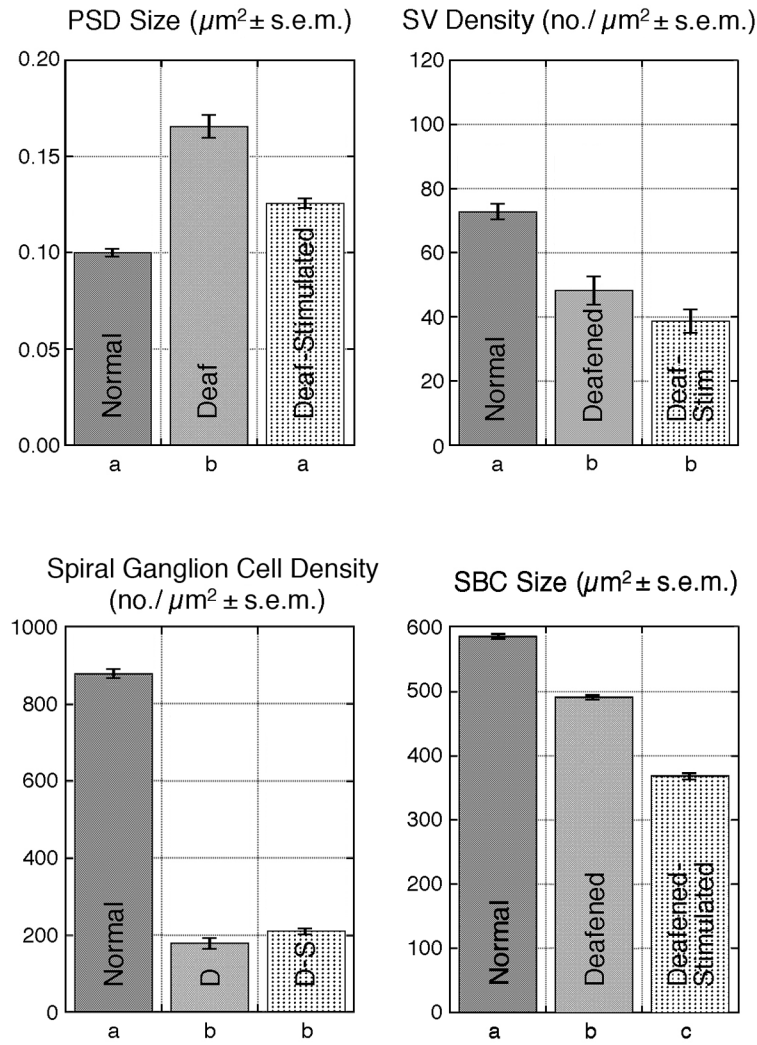 PSD Size (µm² ± s.e.m.)
0.20
0.15
0.10
0.05
0.00
Normal
Deaf
Deaf-Stimulated
a
b
a
SV Density (no./ µm² ± s.e.m.)
120
100
80
60
40
20
0
Normal
Deafened
Deaf-
Stim
a
b
b
Spiral Ganglion Cell Density
(no./ µm² ± s.e.m.)
1000
800
600
400
200
0
Normal
D
D-S
a
b
b
SBC Size (µm² ± s.e.m.)
600
500
400
300
200
100
0
Normal
Deafened
Deafened-
Stimulated
a
b
c